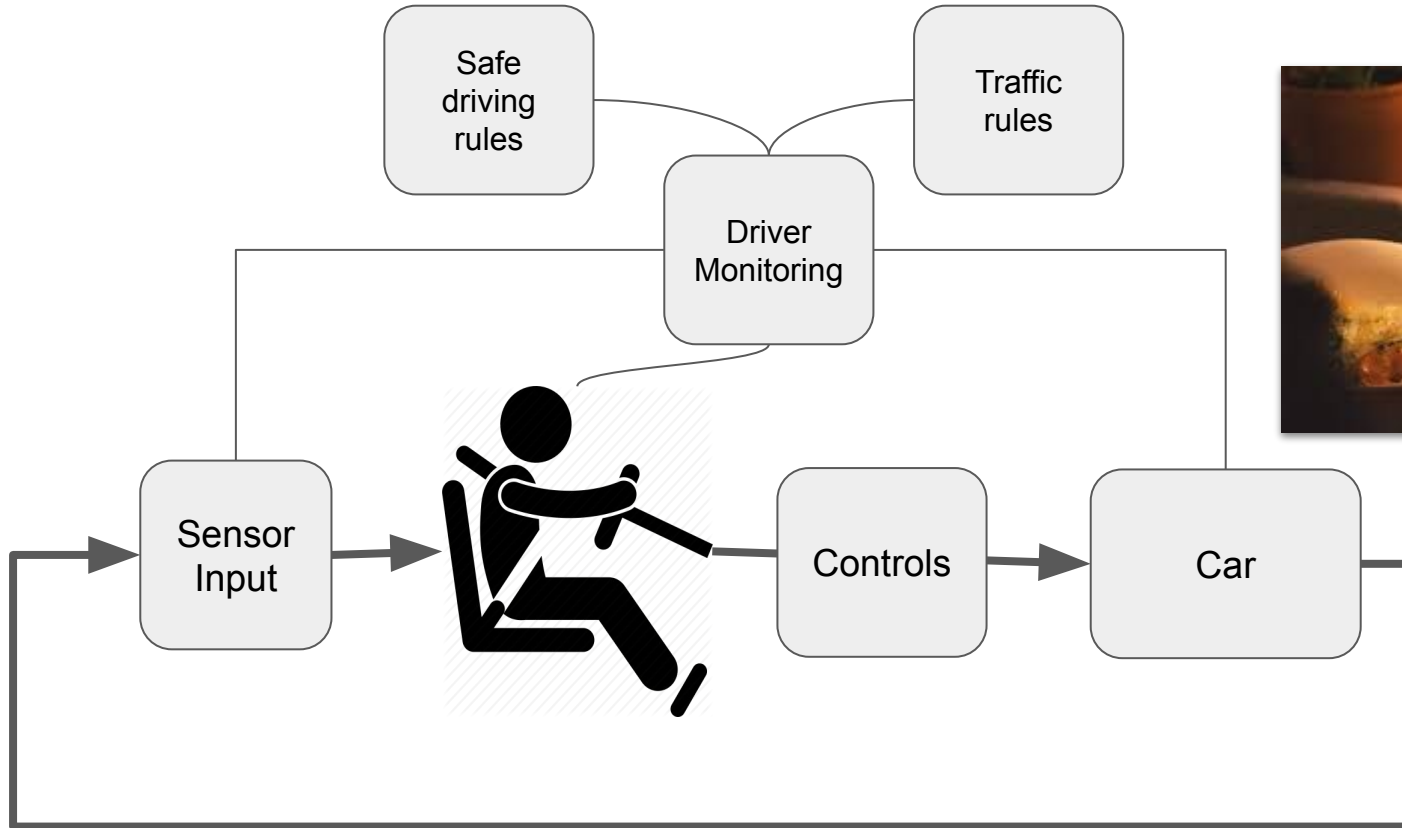 Safe
driving
rules
Traffic
rules
Driver
Monitoring
Sensor
Input
Controls
Car